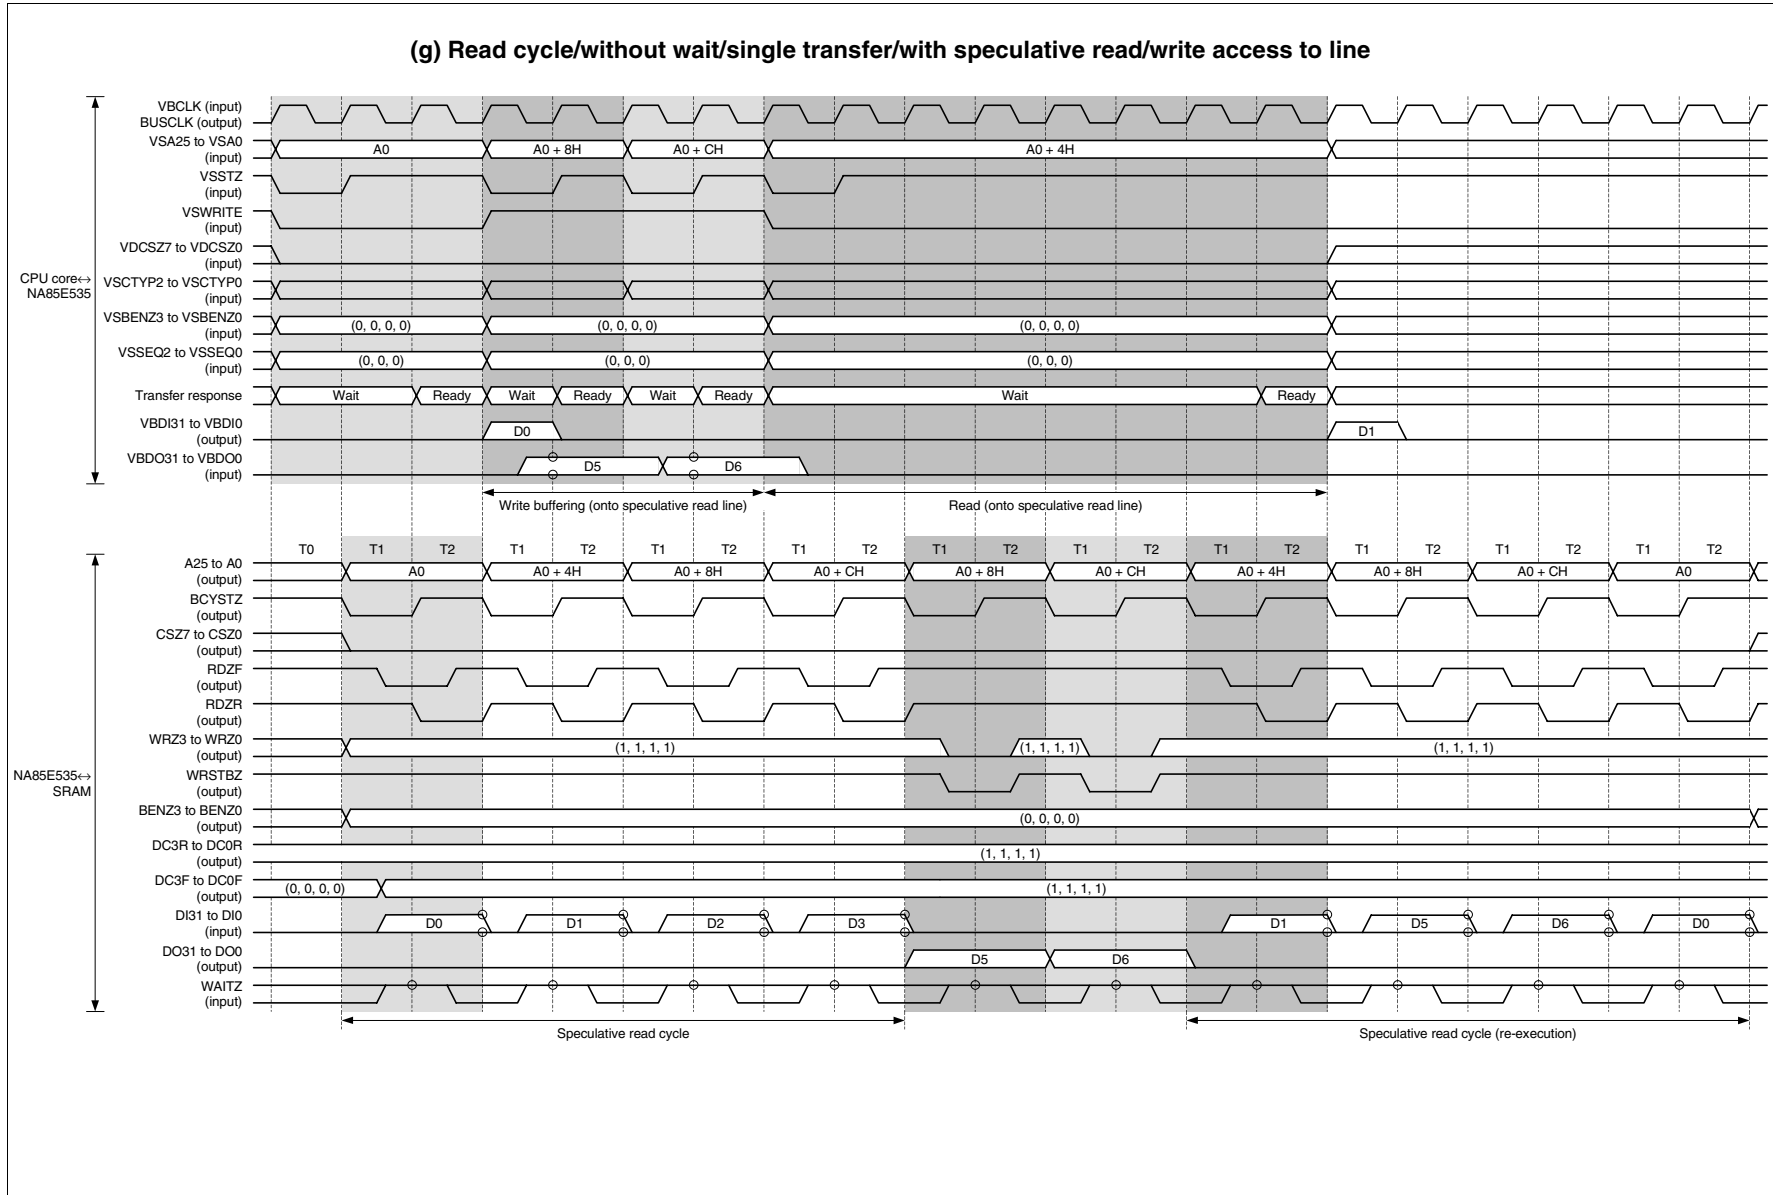 (g) Read cycle/without wait/single transfer/with speculative read/write access to line
VBCLK (input)
BUSCLK (output)
VSA25 to VSA0
(input)
A0 A0 + 8H A0 + CH A0 + 4H
VSSTZ
(input)
VSWRITE
(input)
VDCSZ7 to VDCSZ0
(input)
CPU core↔
NA85E535
VSCTYP2 to VSCTYP0
(input)
VSBENZ3 to VSBENZ0
(input)
(0, 0, 0, 0) (0, 0, 0, 0) (0, 0, 0, 0)
VSSEQ2 to VSSEQ0
(input)
(0, 0, 0) (0, 0, 0) (0, 0, 0)
Transfer response Wait Ready Wait Ready Wait Ready Wait Ready
VBDI31 to VBDI0
(output)
D0 D1
VBDO31 to VBDO0
(input)
D5 D6
Write buffering (onto speculative read line) Read (onto speculative read line)
T0 T1 T2 T1 T2 T1 T2 T1 T2 T1 T2 T1 T2 T1 T2 T1 T2 T1 T2 T1 T2
A25 to A0
(output)
A0 A0 + 4H A0 + 8H A0 + CH A0 + 8H A0 + CH A0 + 4H A0 + 8H A0 + CH A0
BCYSTZ
(output)
CSZ7 to CSZ0
(output)
RDZF
(output)
RDZR
(output)
WRZ3 to WRZ0
(output)
(1, 1, 1, 1) (1, 1, 1, 1) (1, 1, 1, 1)
NA85E535↔
SRAM
WRSTBZ
(output)
BENZ3 to BENZ0
(output)
(0, 0, 0, 0)
DC3R to DC0R
(output)
(1, 1, 1, 1)
DC3F to DC0F
(output)
(0, 0, 0, 0) (1, 1, 1, 1)
DI31 to DI0
(input)
D0 D1 D2 D3 D1 D5 D6 D0
DO31 to DO0
(output)
D5 D6
WAITZ
(input)
Speculative read cycle Speculative read cycle (re-execution)